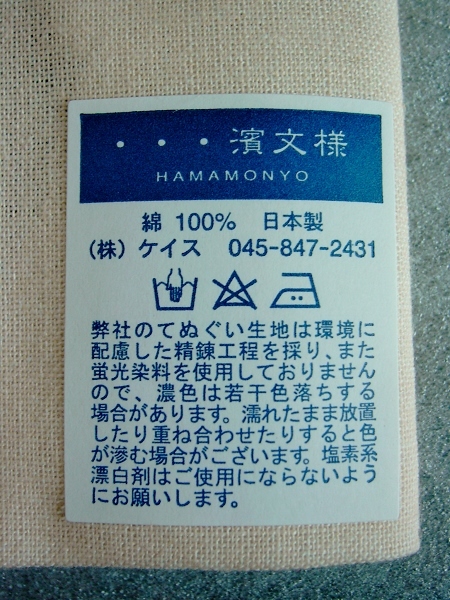 ・・・濱文様
HAMAMONYO
綿 100% 日本製
(株) ケイス 045-847-2431
弊社のてぬぐい生地は環境に
配慮した精錬工程を採り、また
蛍光染料を使用しておりません
ので、濃色は若干色落ちする
場合があります。濡れたまま放置
したり重ね合わせたりすると色
が滲む場合がございます。塩素系
漂白剤はご使用にならないよう
にお願いします。